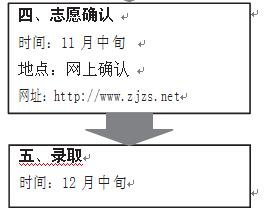 四、志愿确认
时间：11 月中旬
地点：网上确认
网址：http://www.zjzs.net
五、录取
时间：12 月中旬